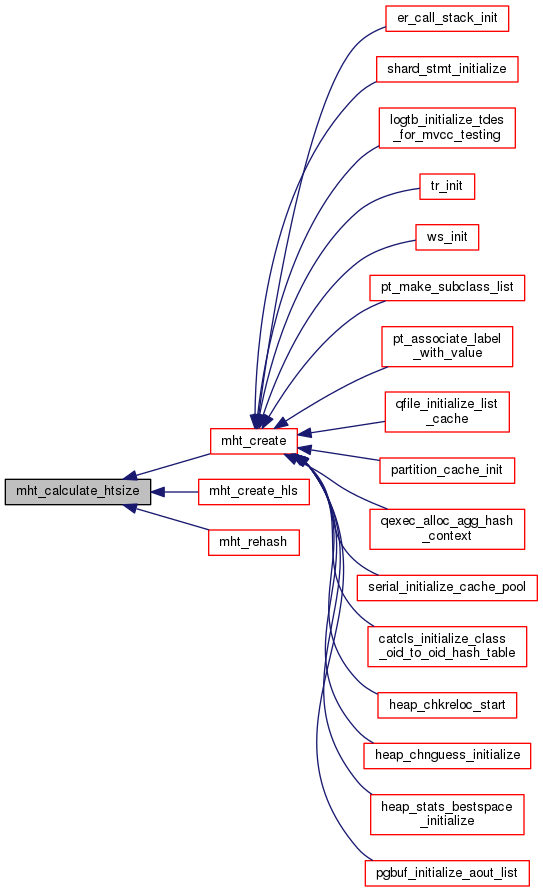 er_call_stack_init
shard_stmt_initialize
logtb_initialize_tdes
_for_mvcc_testing
tr_init
ws_init
pt_make_subclass_list
pt_associate_label
_with_value
qfile_initialize_list
_cache
mht_create
partition_cache_init
mht_calculate_htsize
mht_create_hls
qexec_alloc_agg_hash
_context
mht_rehash
serial_initialize_cache_pool
catcls_initialize_class
_oid_to_oid_hash_table
heap_chkreloc_start
heap_chnguess_initialize
heap_stats_bestspace
_initialize
pgbuf_initialize_aout_list